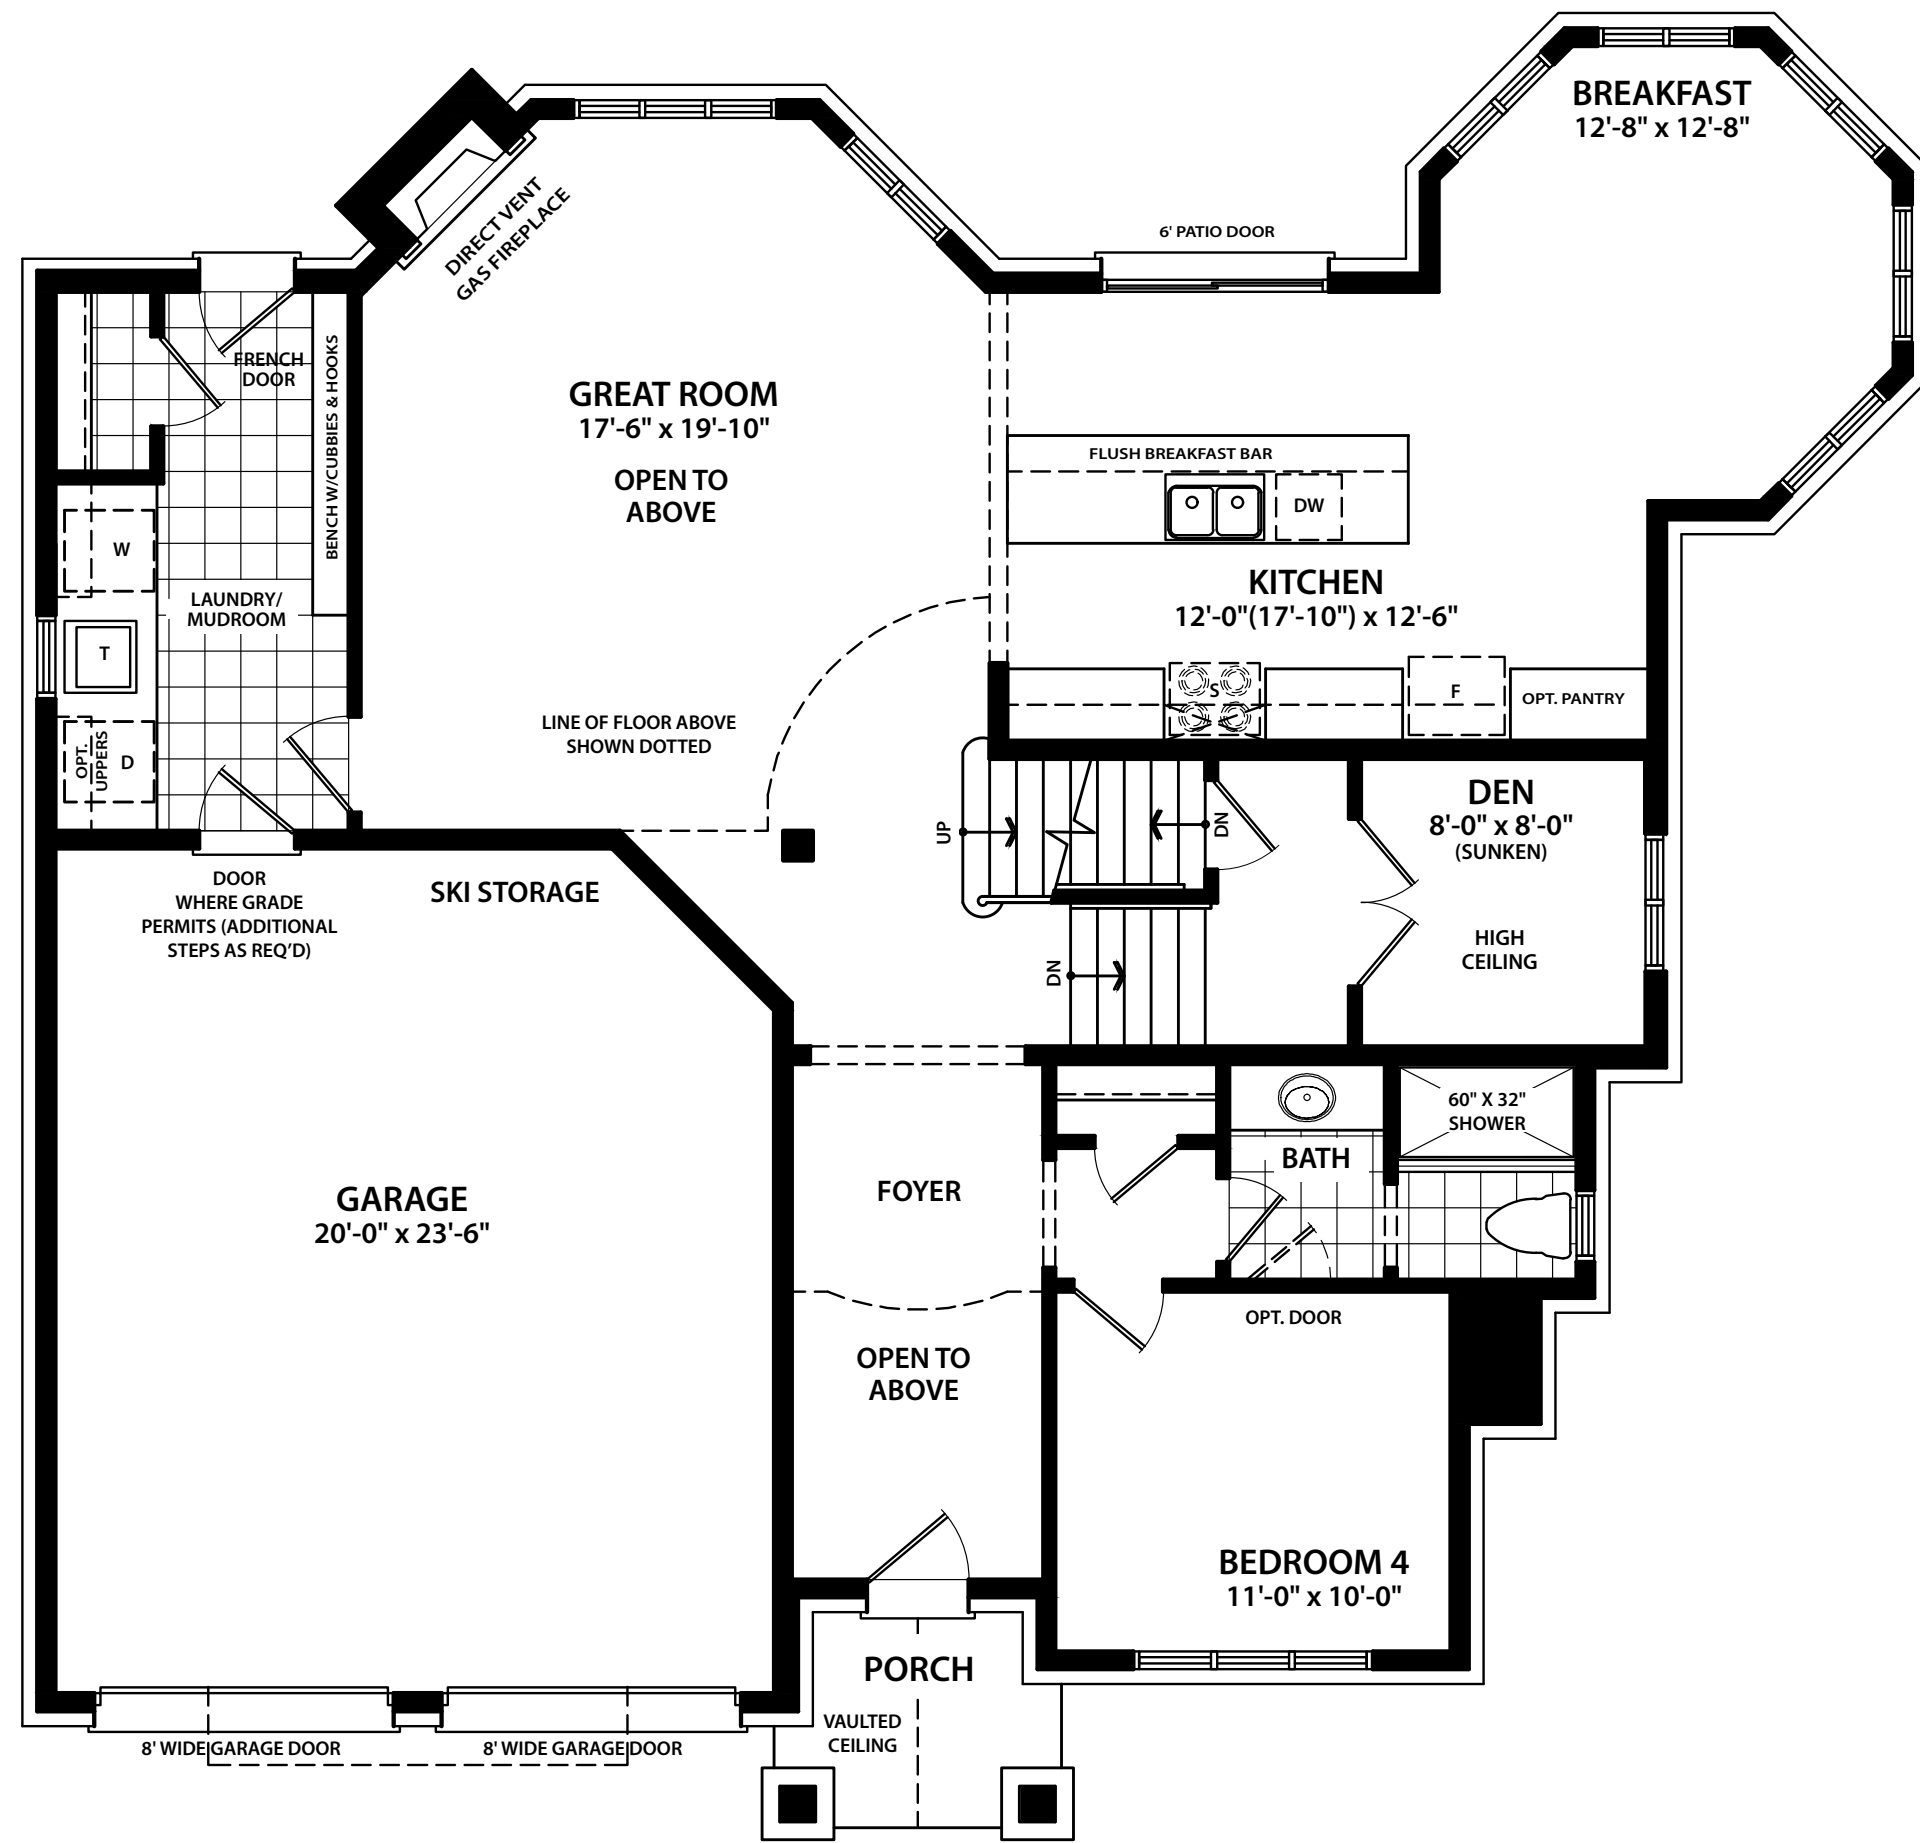 BREAKFAST
12'-8" x 12'-8"
DIRECT VENT
GAS FIREPLACE
6' PATIO DOOR
FRENCH
DOOR
BENCH W/CUBBIES & HOOKS
GREAT ROOM
17'-6" x 19'-10"
OPEN TO
ABOVE
FLUSH BREAKFAST BAR
DW
KITCHEN
12'-0"(17'-10") x 12'-6"
W
LAUNDRY/
MUDROOM
T
OPT.
UPPERS
D
LINE OF FLOOR ABOVE
SHOWN DOTTED
S
F
OPT. PANTRY
UP
DN
DEN
8'-0" x 8'-0"
(SUNKEN)
HIGH
CEILING
DN
DOOR
WHERE GRADE
PERMITS (ADDITIONAL
STEPS AS REQ'D)
SKI STORAGE
60" X 32"
SHOWER
BATH
FOYER
GARAGE
20'-0" x 23'-6"
OPT. DOOR
OPEN TO
ABOVE
BEDROOM 4
11'-0" x 10'-0"
PORCH
VAULTED
CEILING
8' WIDE GARAGE DOOR
8' WIDE GARAGE DOOR